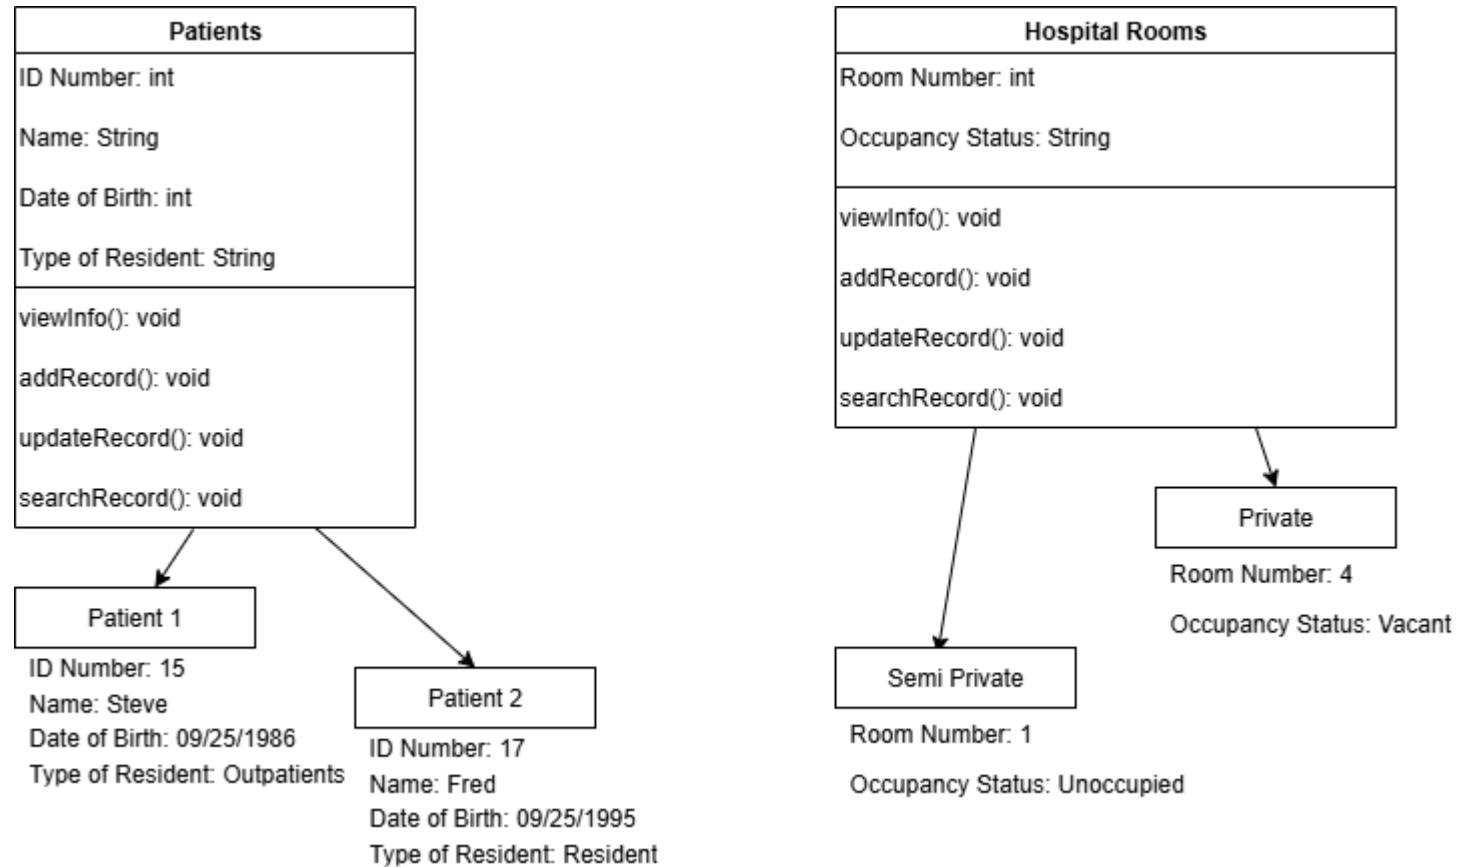 Patients
ID Number: int
Name: String
Date of Birth: int
Type of Resident: String
viewInfo(): void
addRecord(): void
updateRecord(): void
searchRecord(): void
Patient 1
ID Number: 15
Name: Steve
Date of Birth: 09/25/1986
Type of Resident: Outpatients
Patient 2
ID Number: 17
Name: Fred
Date of Birth: 09/25/1995
Type of Resident: Resident
Hospital Rooms
Room Number: int
Occupancy Status: String
viewInfo(): void
addRecord(): void
updateRecord(): void
searchRecord(): void
Private
Room Number: 4
Occupancy Status: Vacant
Semi Private
Room Number: 1
Occupancy Status: Unoccupied